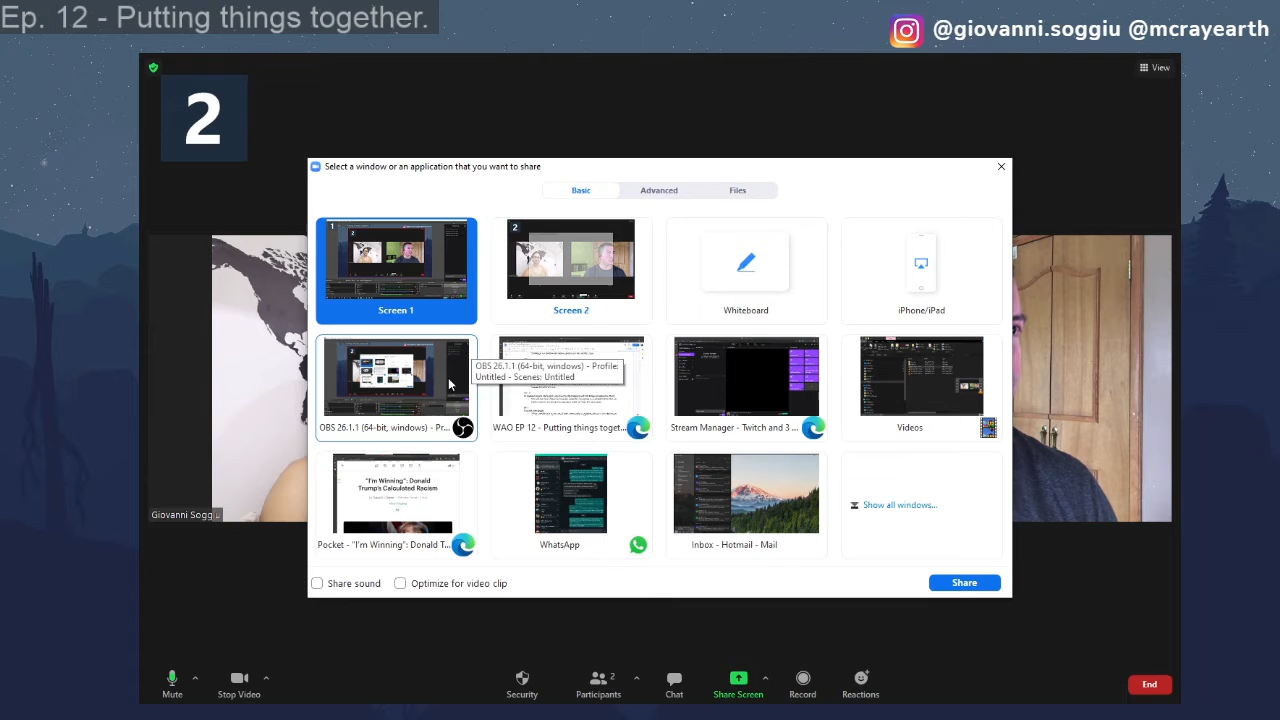 Ep. 12 - Putting things together.
@giovanni.soggiu @mcrayearth
View
2
Select a window or an application that you want to share
Basic
Advanced
Files
1
2
Screen 1
Screen 2
Whiteboard
iPhone/iPad
OBS 26.1.1 (64-bit, windows) - Profile:
Untitled - Scenes: Untitled
OBS 26.1.1 (64-bit, windows) - Pr...
WAO EP 12 - Putting things toget...
Stream Manager - Twitch and 3 ...
Videos
"I'm Winning": Donald
Trump's Calculated Racism
Show all windows...
Giovanni Soggiu
Pocket - "I'm Winning": Donald T...
WhatsApp
Inbox - Hotmail - Mail
Share sound
Optimize for video clip
Share
Mute
Stop Video
Security
Participants
2
Chat
Share Screen
Record
Reactions
End